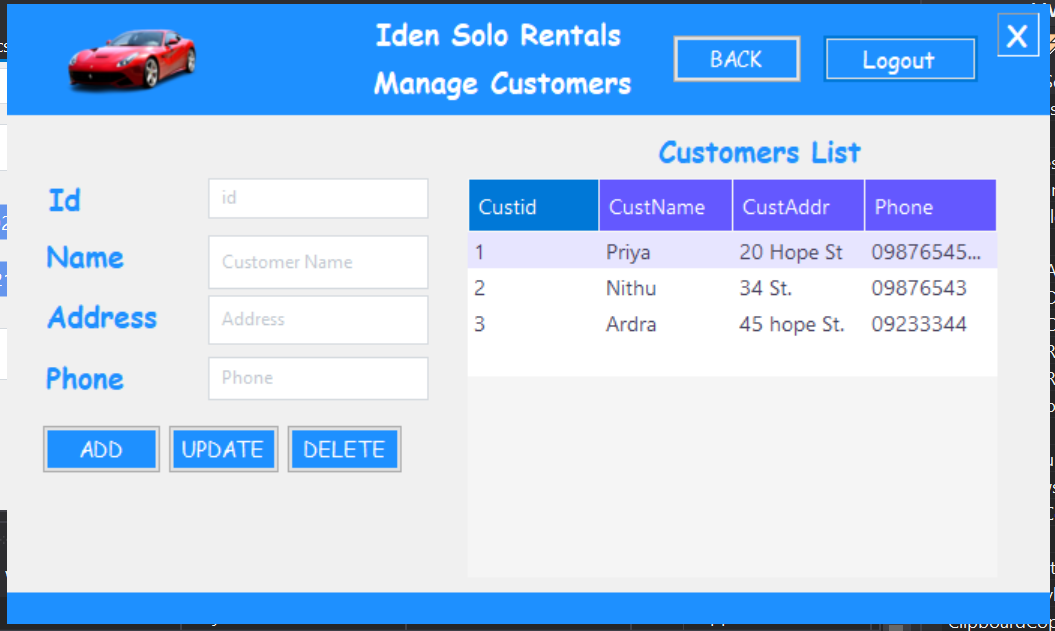 Iden Solo Rentals
Manage Customers
BACK
Logout
X
Customers List
Id
id
Name
Customer Name
Address
Address
Phone
Phone
ADD UPDATE DELETE
Custid CustName CustAddr Phone
1 Priya 20 Hope St 09876545...
2 Nithu 34 St. 09876543
3 Ardra 45 hope St. 09233344